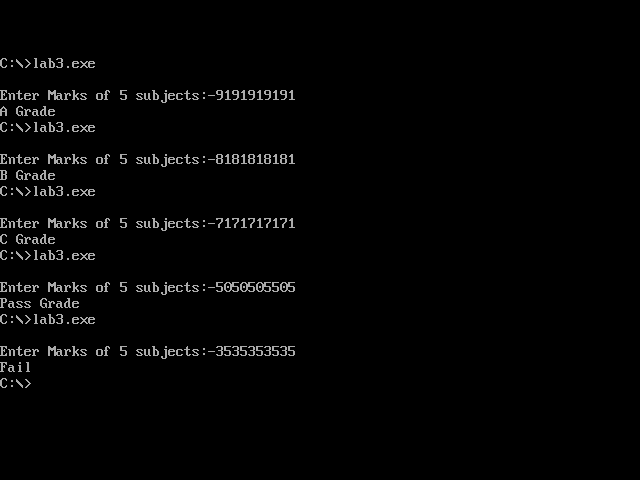 C:\>lab3.exe
Enter Marks of 5 subjects:-9191919191
A Grade
C:\>lab3.exe
Enter Marks of 5 subjects:-8181818181
B Grade
C:\>lab3.exe
Enter Marks of 5 subjects:-7171717171
C Grade
C:\>lab3.exe
Enter Marks of 5 subjects:-5050505505
Pass Grade
C:\>lab3.exe
Enter Marks of 5 subjects:-3535353535
Fail
C:\>